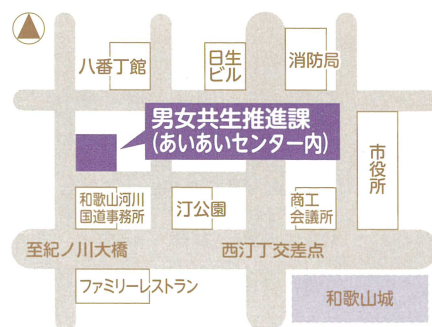 八番丁館
日生
ビル
消防局
男女共生推進課
(あいあいセンター内)
市役所
和歌山河川
国道事務所
汀公園
商工
会議所
至紀ノ川大橋
西汀丁交差点
ファミリーレストラン
和歌山城